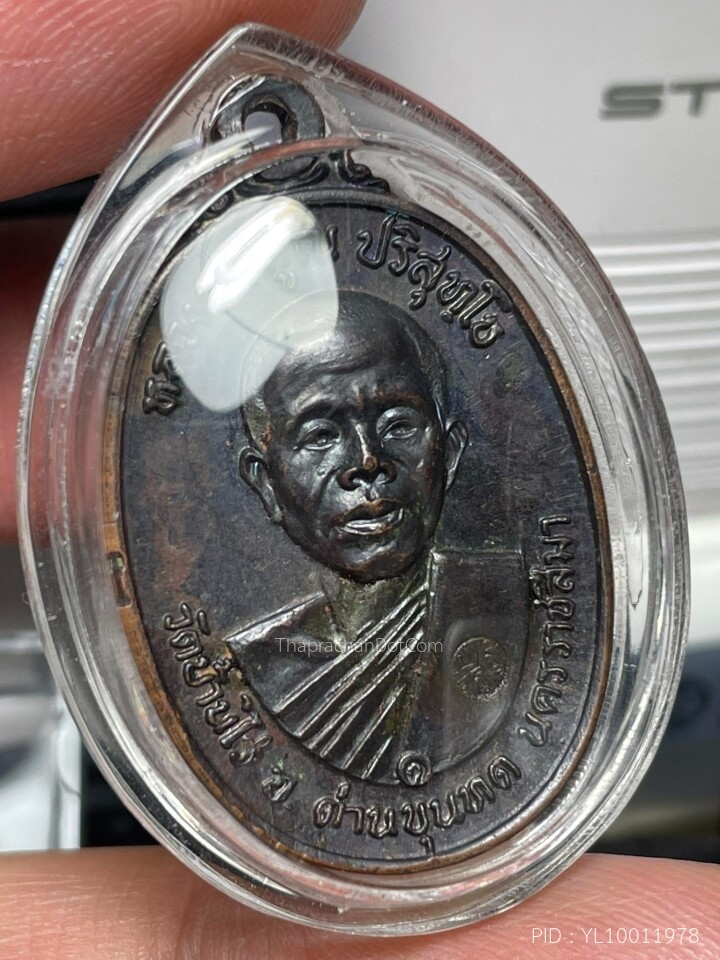 ปริสุทฺโธ
วัดบ้านไร่ อ. ด่านขุนทด นครราชสีมา
๑
ThaprachanDotCom
PID : YL10011978